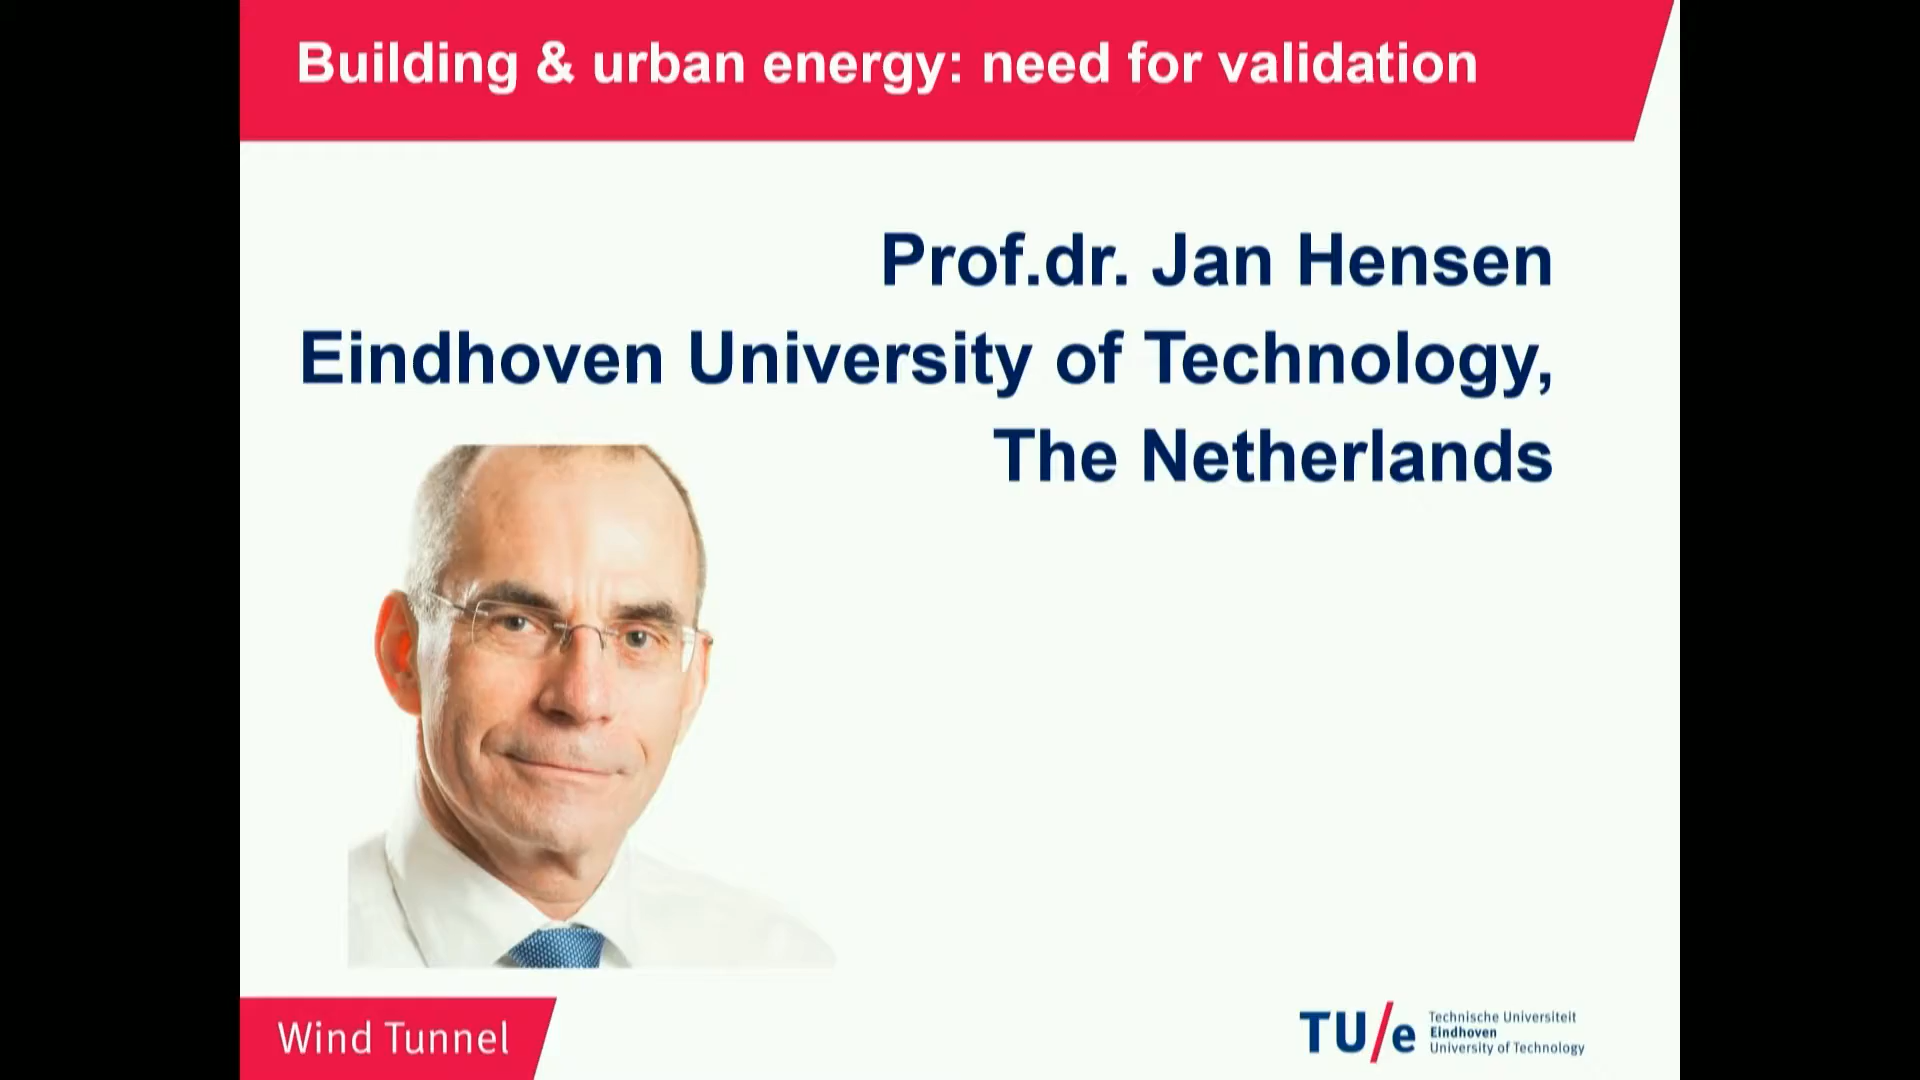 Building & urban energy: need for validation
Prof.dr. Jan Hensen
Eindhoven University of Technology,
The Netherlands
Wind Tunnel
TU/e
Technische Universiteit
Eindhoven
University of Technology